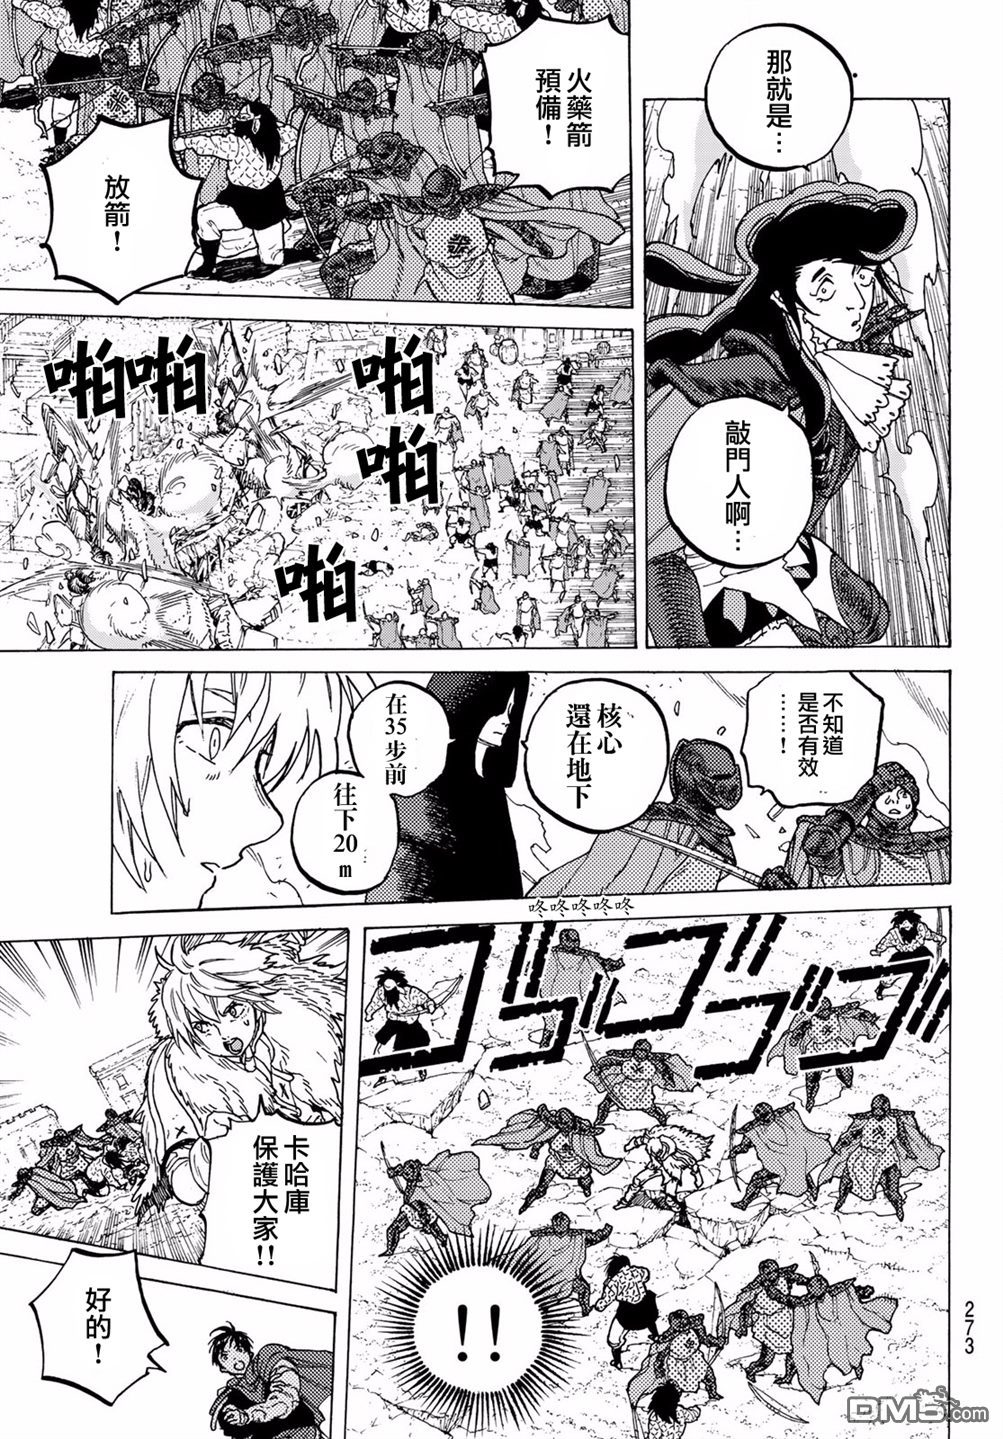 那就是…
敲門人啊…
火藥箭
預備！
放箭！
啪啪
啪
啪
啪
不知道
是否有效
……！
核心
還在地下
在35步前
往下20m
咚咚咚咚咚
ゴゴゴゴゴ
!!
卡哈庫
保護大家!!
好的！
273
DM5.com